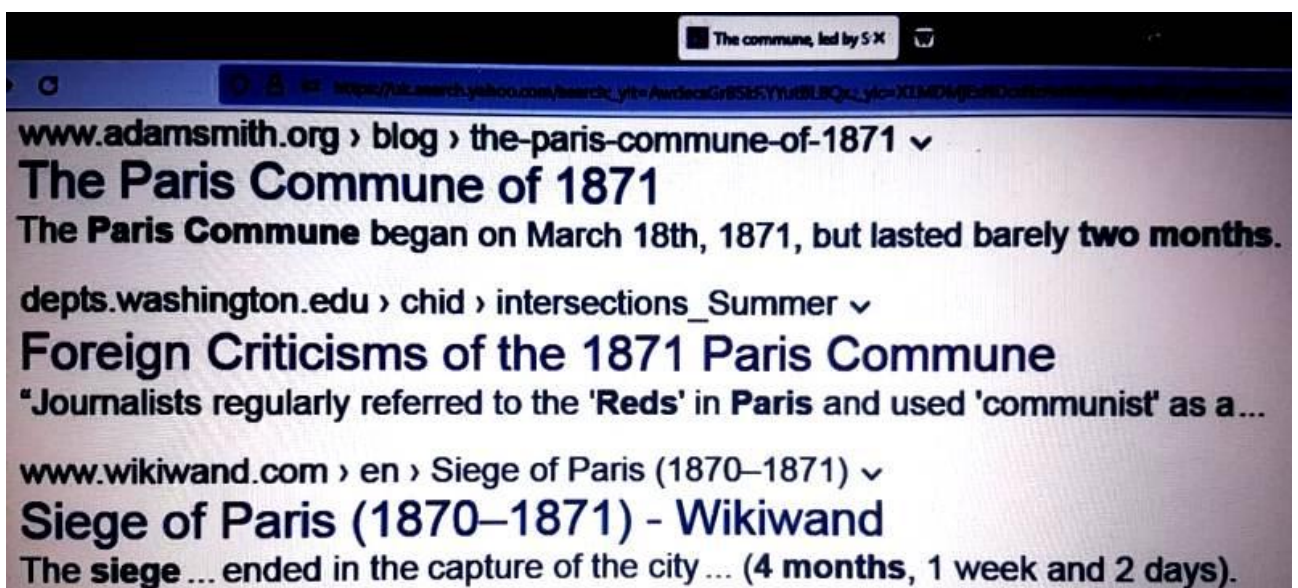 The commune, led by S
www.adamsmith.org › blog › the-paris-commune-of-1871
The Paris Commune of 1871
The Paris Commune began on March 18th, 1871, but lasted barely two months.
depts.washington.edu › chid › intersections_Summer
Foreign Criticisms of the 1871 Paris Commune
“Journalists regularly referred to the 'Reds' in Paris and used 'communist' as a...
www.wikiwand.com › en › Siege of Paris (1870–1871)
Siege of Paris (1870–1871) - Wikiwand
The siege ... ended in the capture of the city ... (4 months, 1 week and 2 days).